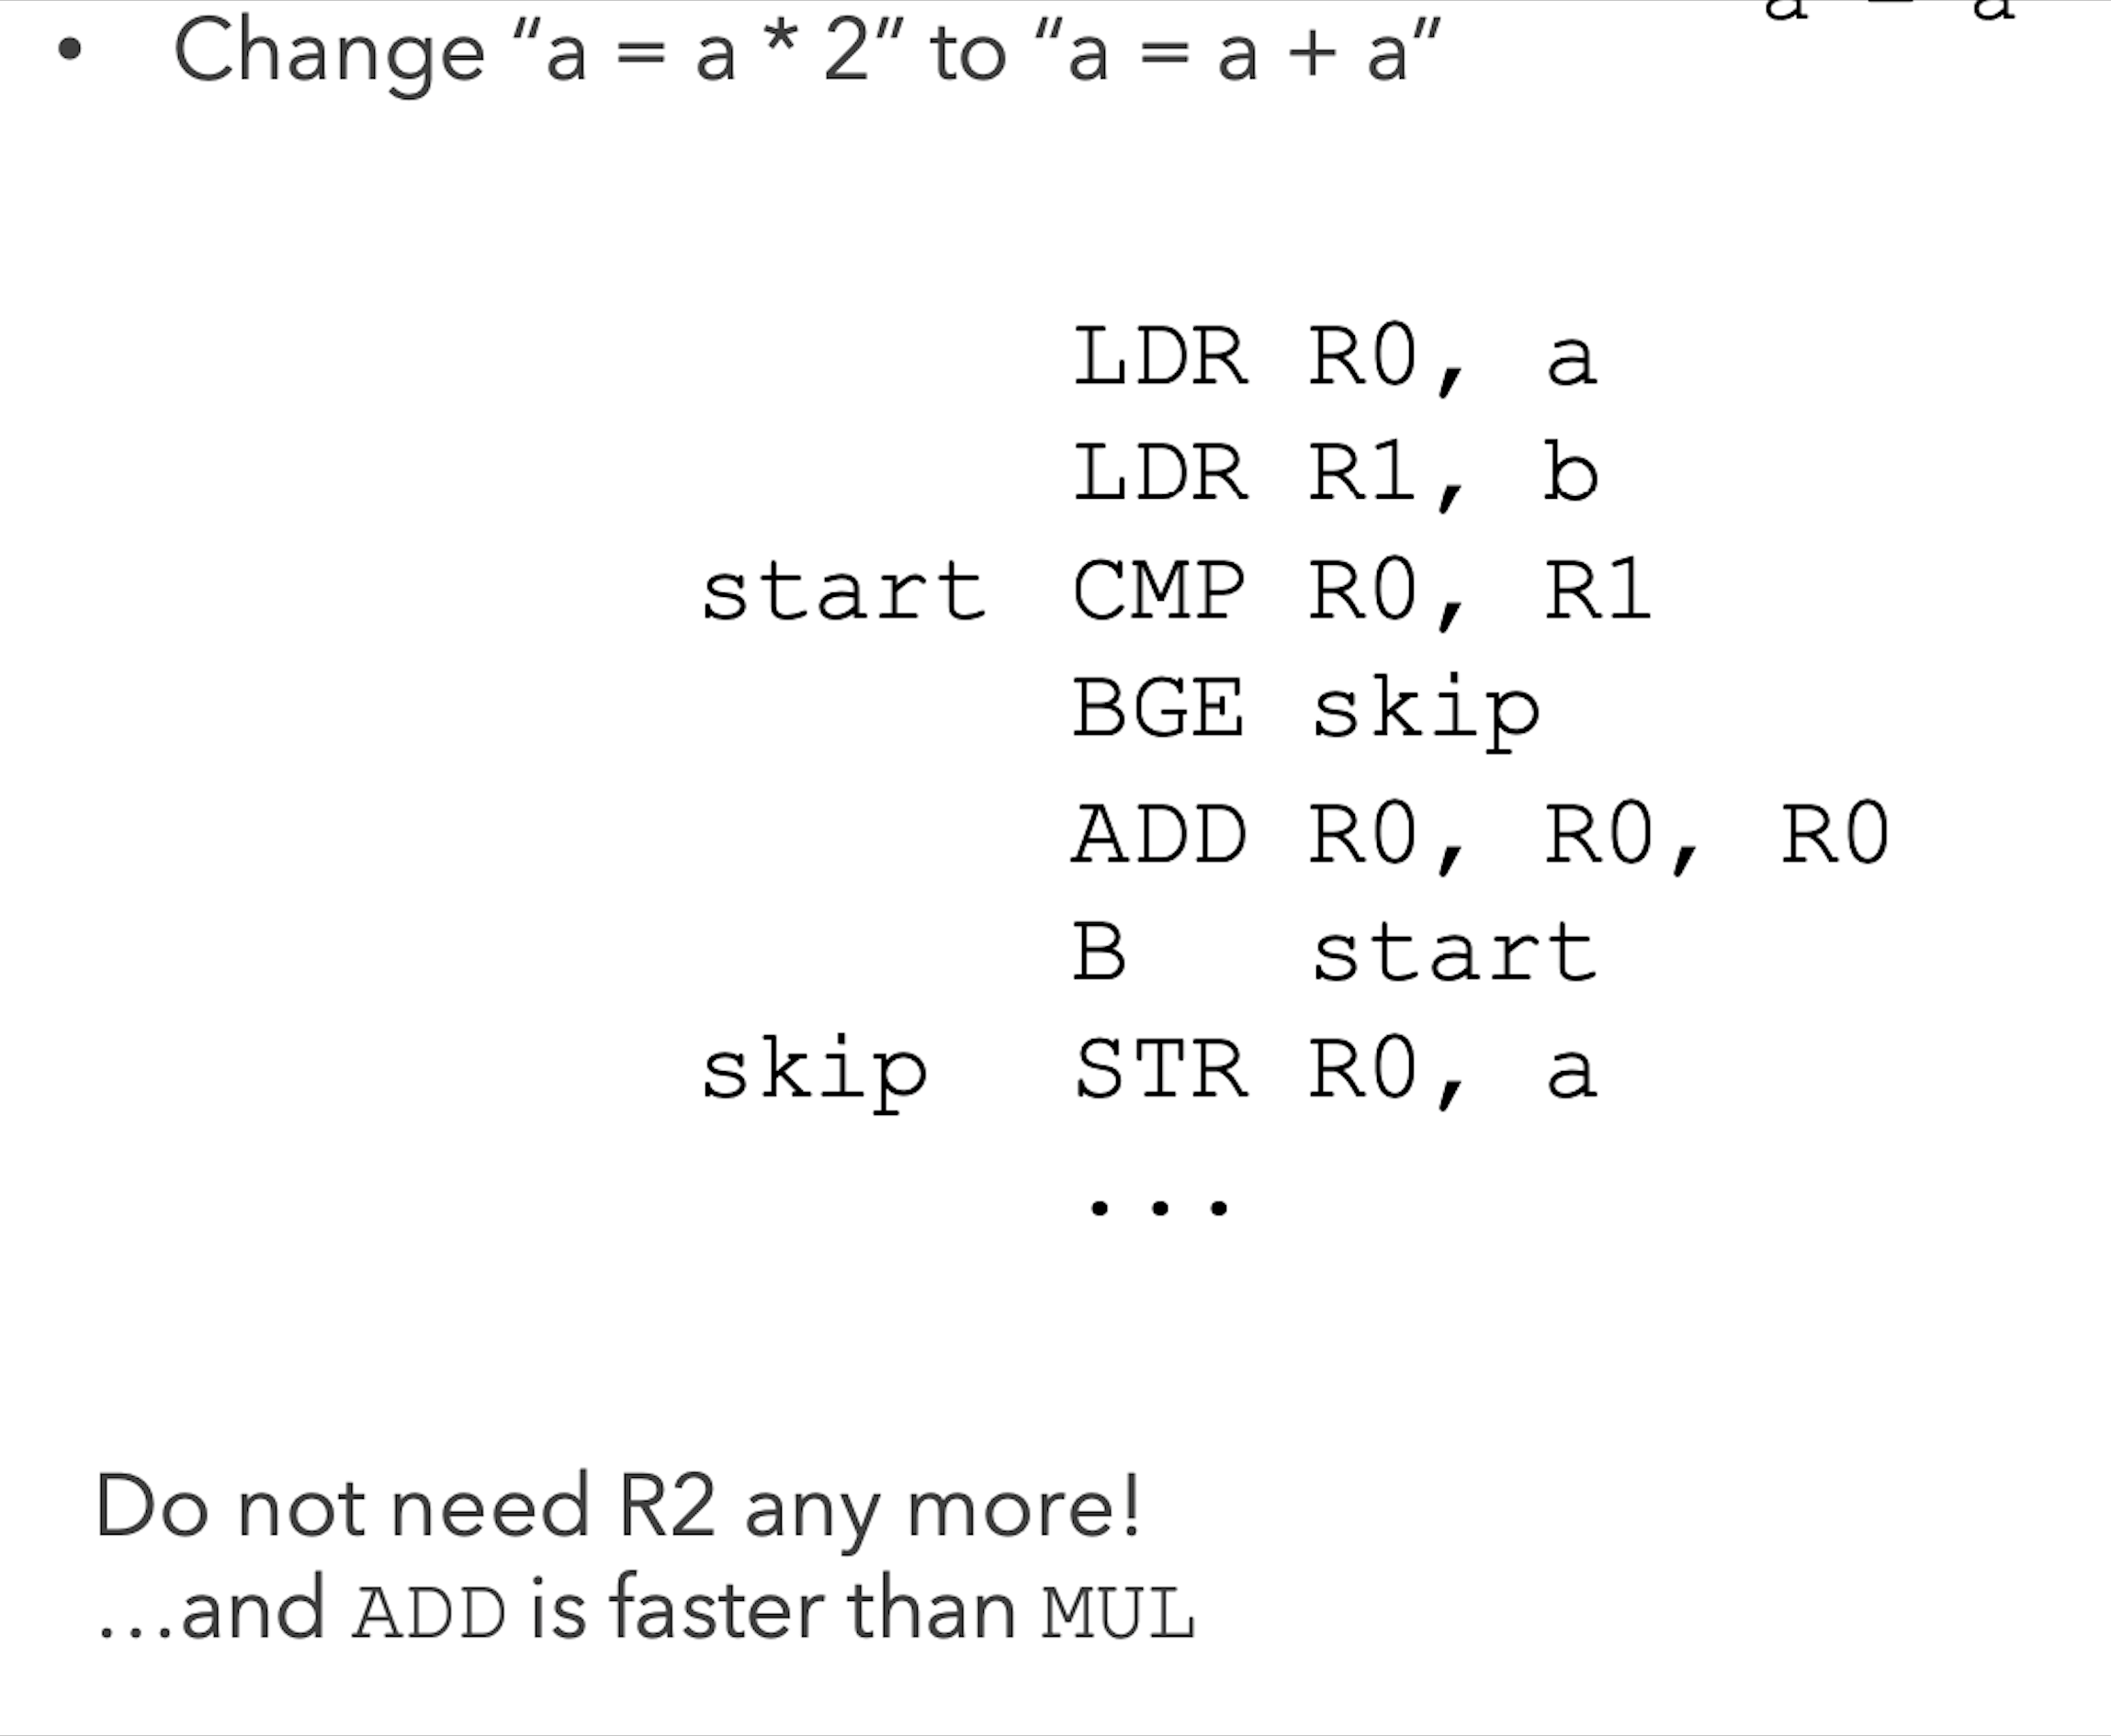 • Change “a = a * 2” to “a = a + a”
LDR R0, a
LDR R1, b
start CMP R0, R1
BGE skip
ADD R0, R0, R0
B start
skip STR R0, a
...
Do not need R2 any more!
...and ADD is faster than MUL